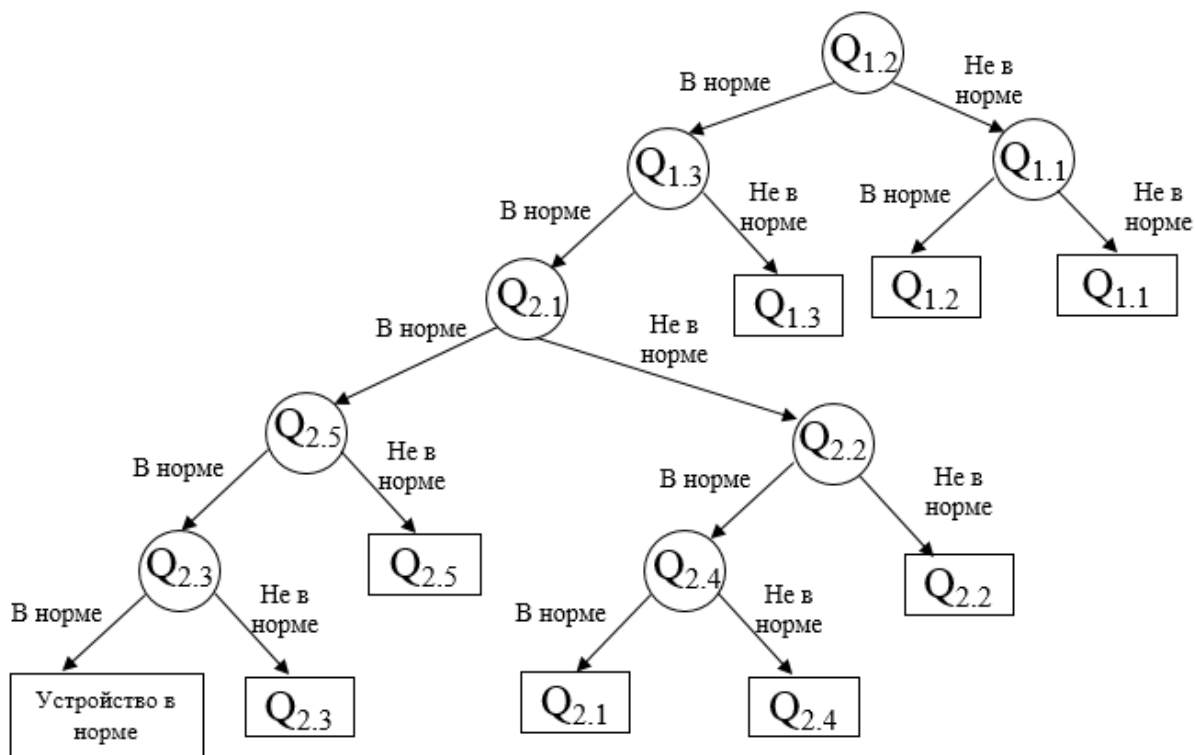 Q1.2
В норме
Не в
норме
Q1.3
Q1.1
В норме
Не в
норме
В норме
Не в
норме
Q2.1
Q1.3
Q1.2
Q1.1
В норме
Не в
норме
Q2.5
Q2.2
В норме
Не в
норме
В норме
Не в
норме
Q2.3
Q2.5
Q2.4
Q2.2
В норме
Не в
норме
В норме
Не в
норме
Устройство в
норме
Q2.3
Q2.1
Q2.4